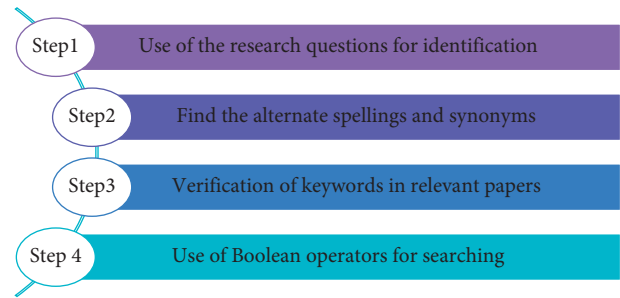 Step1 Use of the research questions for identification
Step2 Find the alternate spellings and synonyms
Step3 Verification of keywords in relevant papers
Step 4 Use of Boolean operators for searching